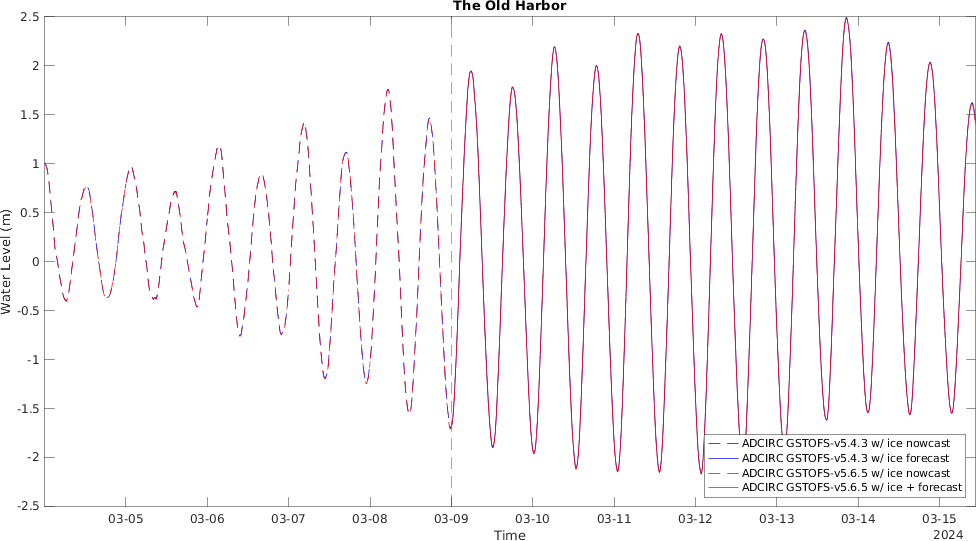 The Old Harbor
2.5
2
1.5
1
0.5
0
-0.5
-1
-1.5
-2
-2.5
Water Level (m)
ADCIRC GSTOFS-v5.4.3 w/ ice nowcast
ADCIRC GSTOFS-v5.4.3 w/ ice forecast
ADCIRC GSTOFS-v5.6.5 w/ ice nowcast
ADCIRC GSTOFS-v5.6.5 w/ ice + forecast
03-05 03-06 03-07 03-08 03-09 03-10 03-11 03-12 03-13 03-14 03-15
Time
2024